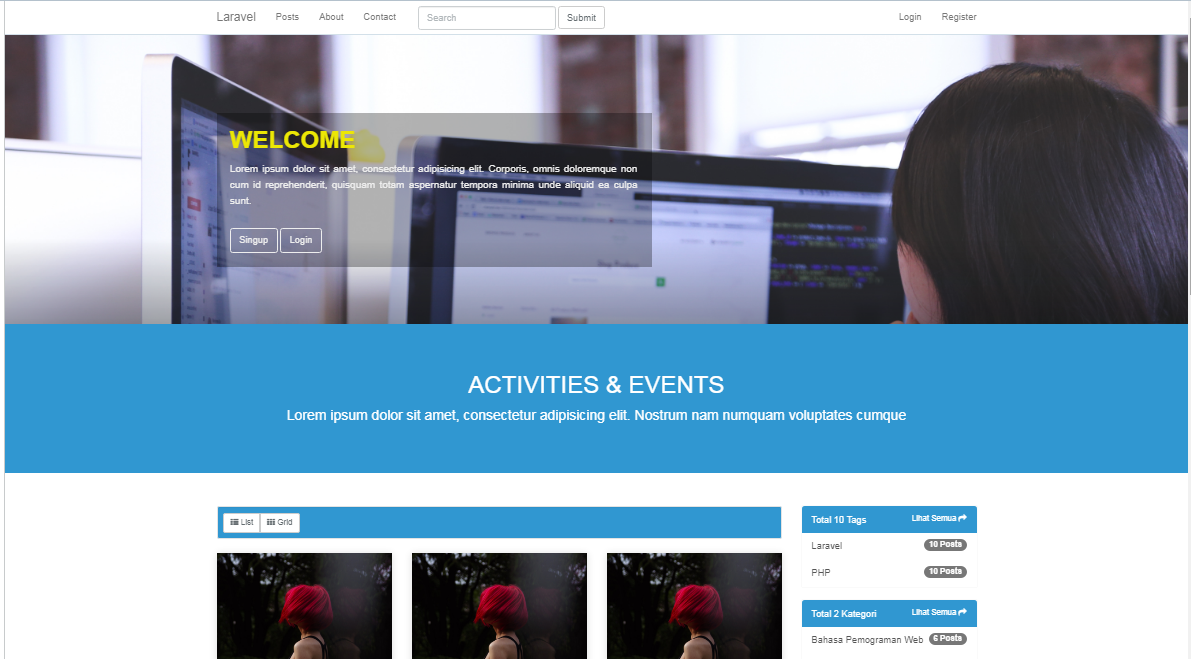 Laravel Posts About Contact Search Submit Login Register
WELCOME
Lorem ipsum dolor sit amet, consectetur adipisicing elit. Corporis, omnis doloremque non
cum id reprehenderit, quisquam totam aspernatur tempora minima unde aliquid ea culpa
sunt.
Singup Login
ACTIVITIES & EVENTS
Lorem ipsum dolor sit amet, consectetur adipisicing elit. Nostrum nam numquam voluptates cumque
List Grid
Total 10 Tags Lihat Semua
Laravel 10 Posts
PHP 10 Posts
Total 2 Kategori Lihat Semua
Bahasa Pemograman Web 6 Posts